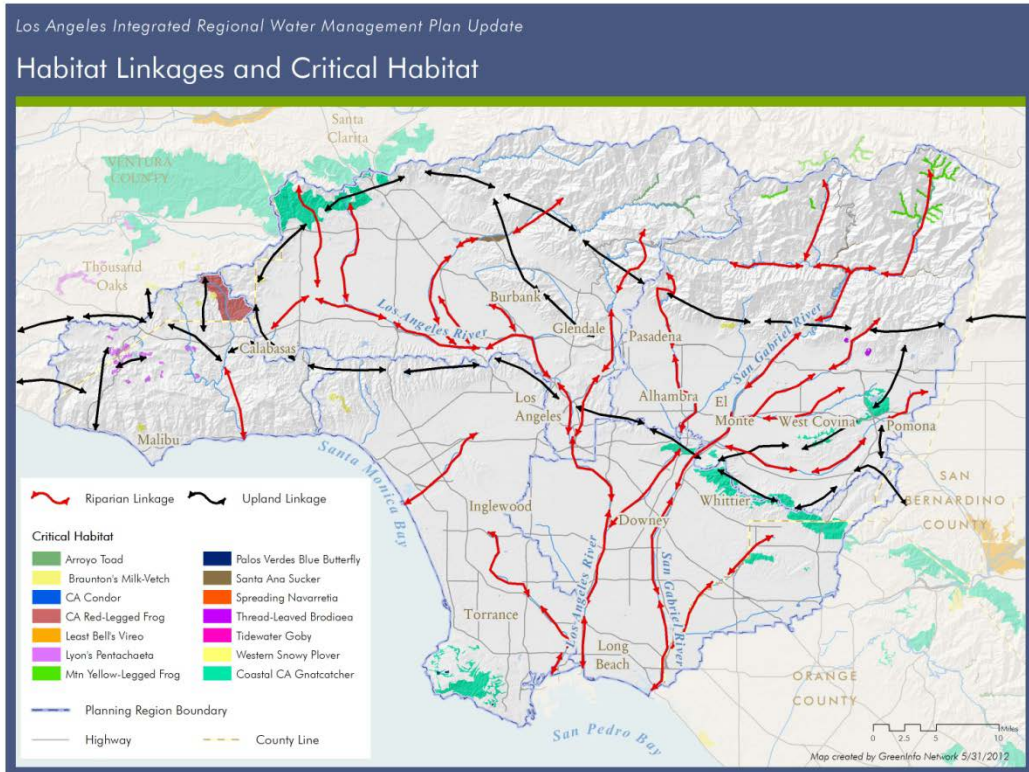 Los Angeles Integrated Regional Water Management Plan Update
Habitat Linkages and Critical Habitat
Santa
Clarita
VENTURA
COUNTY
Thousand
Oaks
Burbank
Glendale
Pasadena
Los Angeles River
San Gabriel River
Calabasas
Los
Angeles
Alhambra
El
Monte
West Covina
Pomona
Malibu
Santa Monica Bay
SAN
BERNARDINO
COUNTY
Whittier
Inglewood
Downey
Los Angeles River
San Gabriel River
Torrance
Long
Beach
ORANGE
COUNTY
San Pedro Bay
Riparian Linkage
Upland Linkage
Critical Habitat
Arroyo Toad
Braunton's Milk-Vetch
CA Condor
CA Red-Legged Frog
Least Bell's Vireo
Lyon's Pentachaeta
Mtn Yellow-Legged Frog
Palos Verdes Blue Butterfly
Santa Ana Sucker
Spreading Navarretia
Thread-Leaved Brodiaea
Tidewater Goby
Western Snowy Plover
Coastal CA Gnatcatcher
Planning Region Boundary
Highway
County Line
Miles
0 2.5 5 10
Map created by GreenInfo Network 5/31/2012